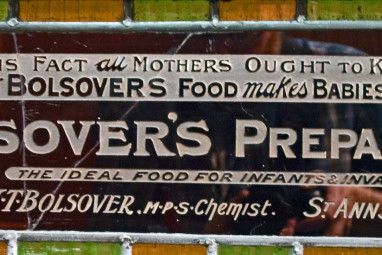 IS FACT all MOTHERS OUGHT TO K
T BOLSOVERS FOOD makes BABIES
SOVER'S PREPA
THE IDEAL FOOD FOR INFANTS & INVA
T. BOLSOVER, M.P.S. Chemist. ST ANN